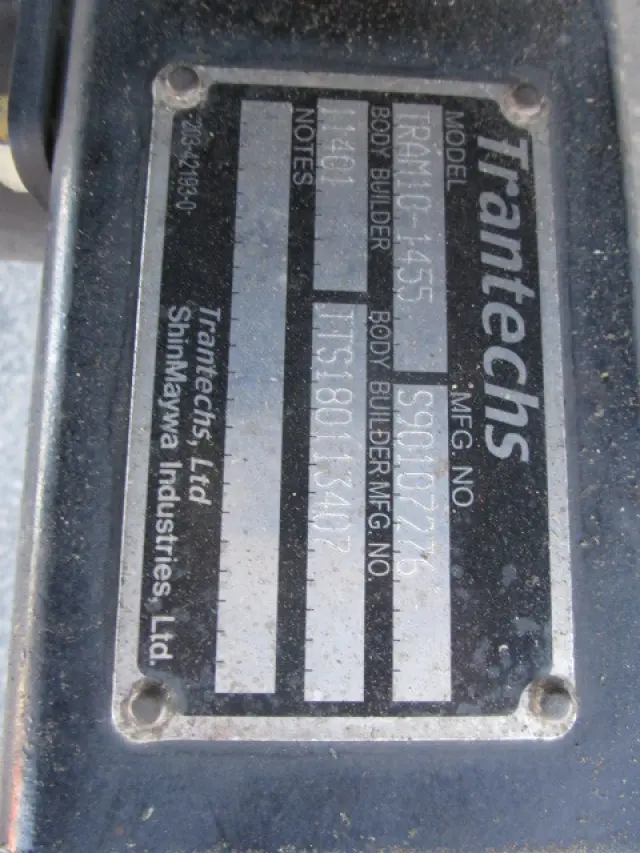 Trantechs
MODEL MFG. NO.
TRAM10-1455 S90107276
BODY BUILDER BODY BUILDER MFG. NO.
11401 TTS180113407
NOTES
Trantechs, Ltd
203-42193-0 ShinMaywa Industries, Ltd.